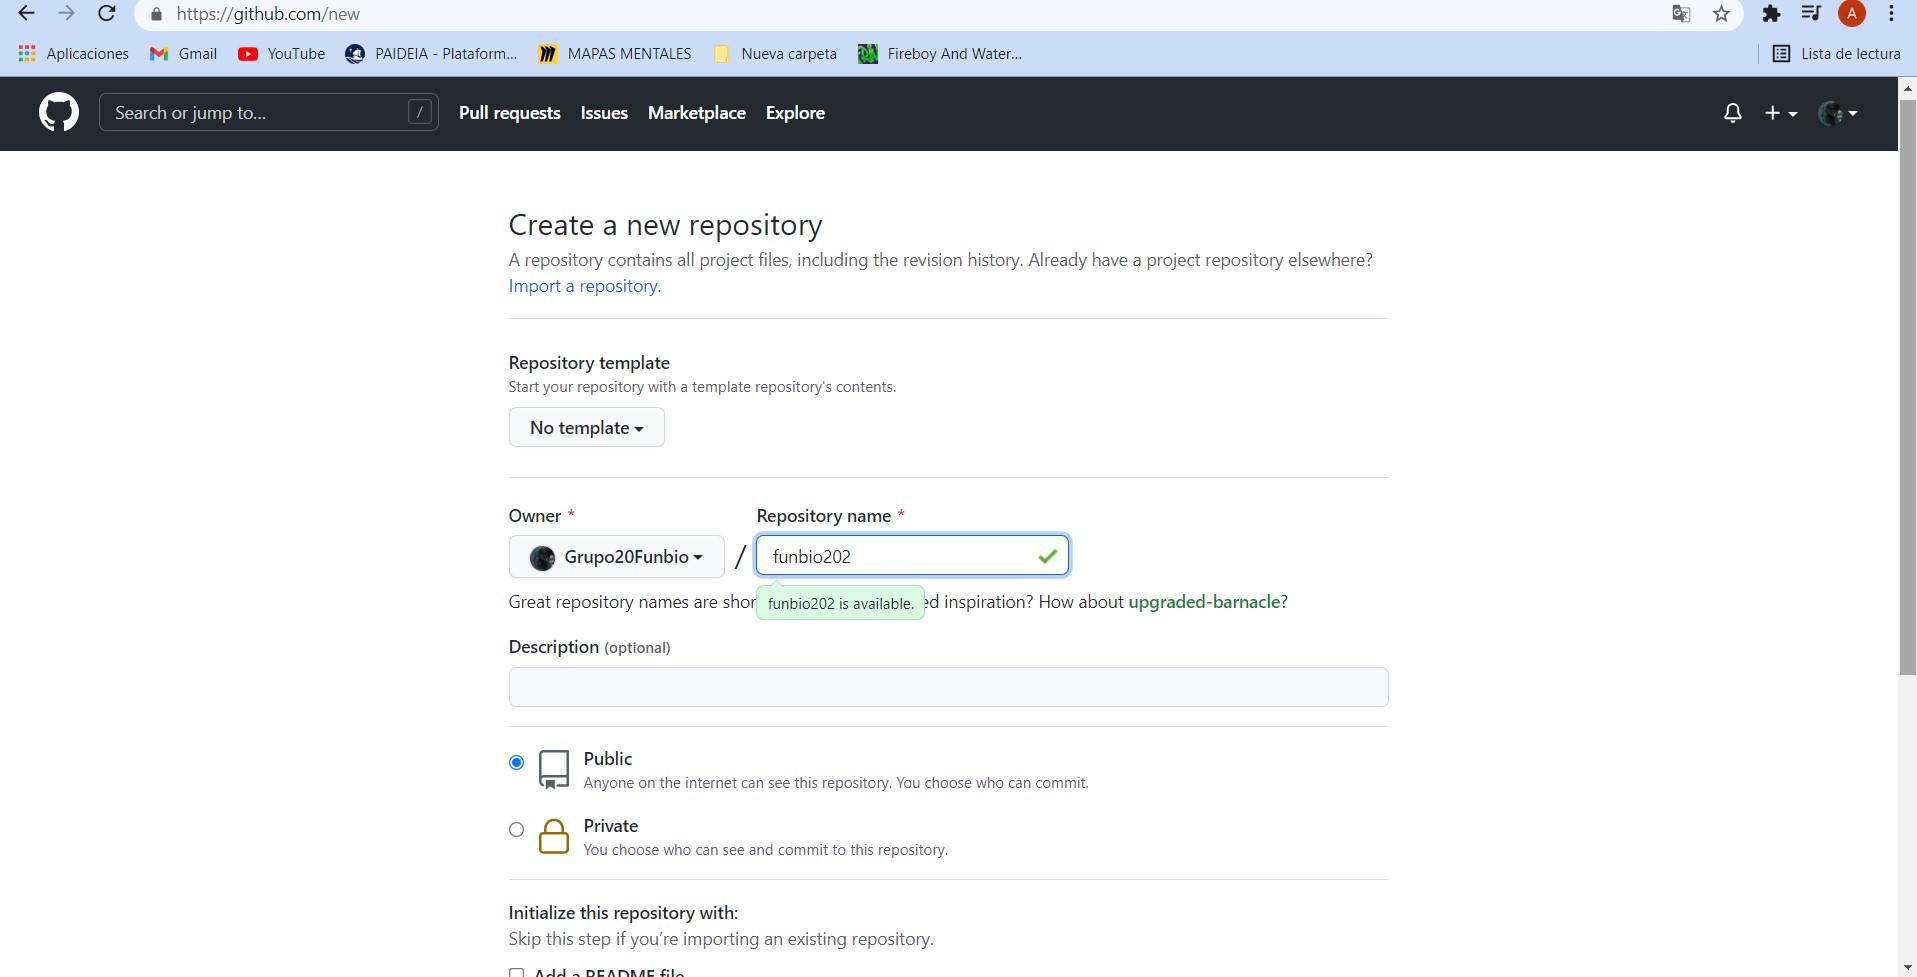 https://github.com/new
A
Aplicaciones
Gmail
YouTube
PAIDEIA - Plataform...
MAPAS MENTALES
Nueva carpeta
Fireboy And Water...
Lista de lectura
Search or jump to...
/
Pull requests
Issues
Marketplace
Explore
Create a new repository
A repository contains all project files, including the revision history. Already have a project repository elsewhere?
Import a repository.
Repository template
Start your repository with a template repository's contents.
No template
Owner *
Repository name *
Grupo20Funbio
/
funbio202
Great repository names are shor
funbio202 is available.
ed inspiration? How about upgraded-barnacle?
Description (optional)
Public
Anyone on the internet can see this repository. You choose who can commit.
Private
You choose who can see and commit to this repository.
Initialize this repository with:
Skip this step if you're importing an existing repository.
Add a README file